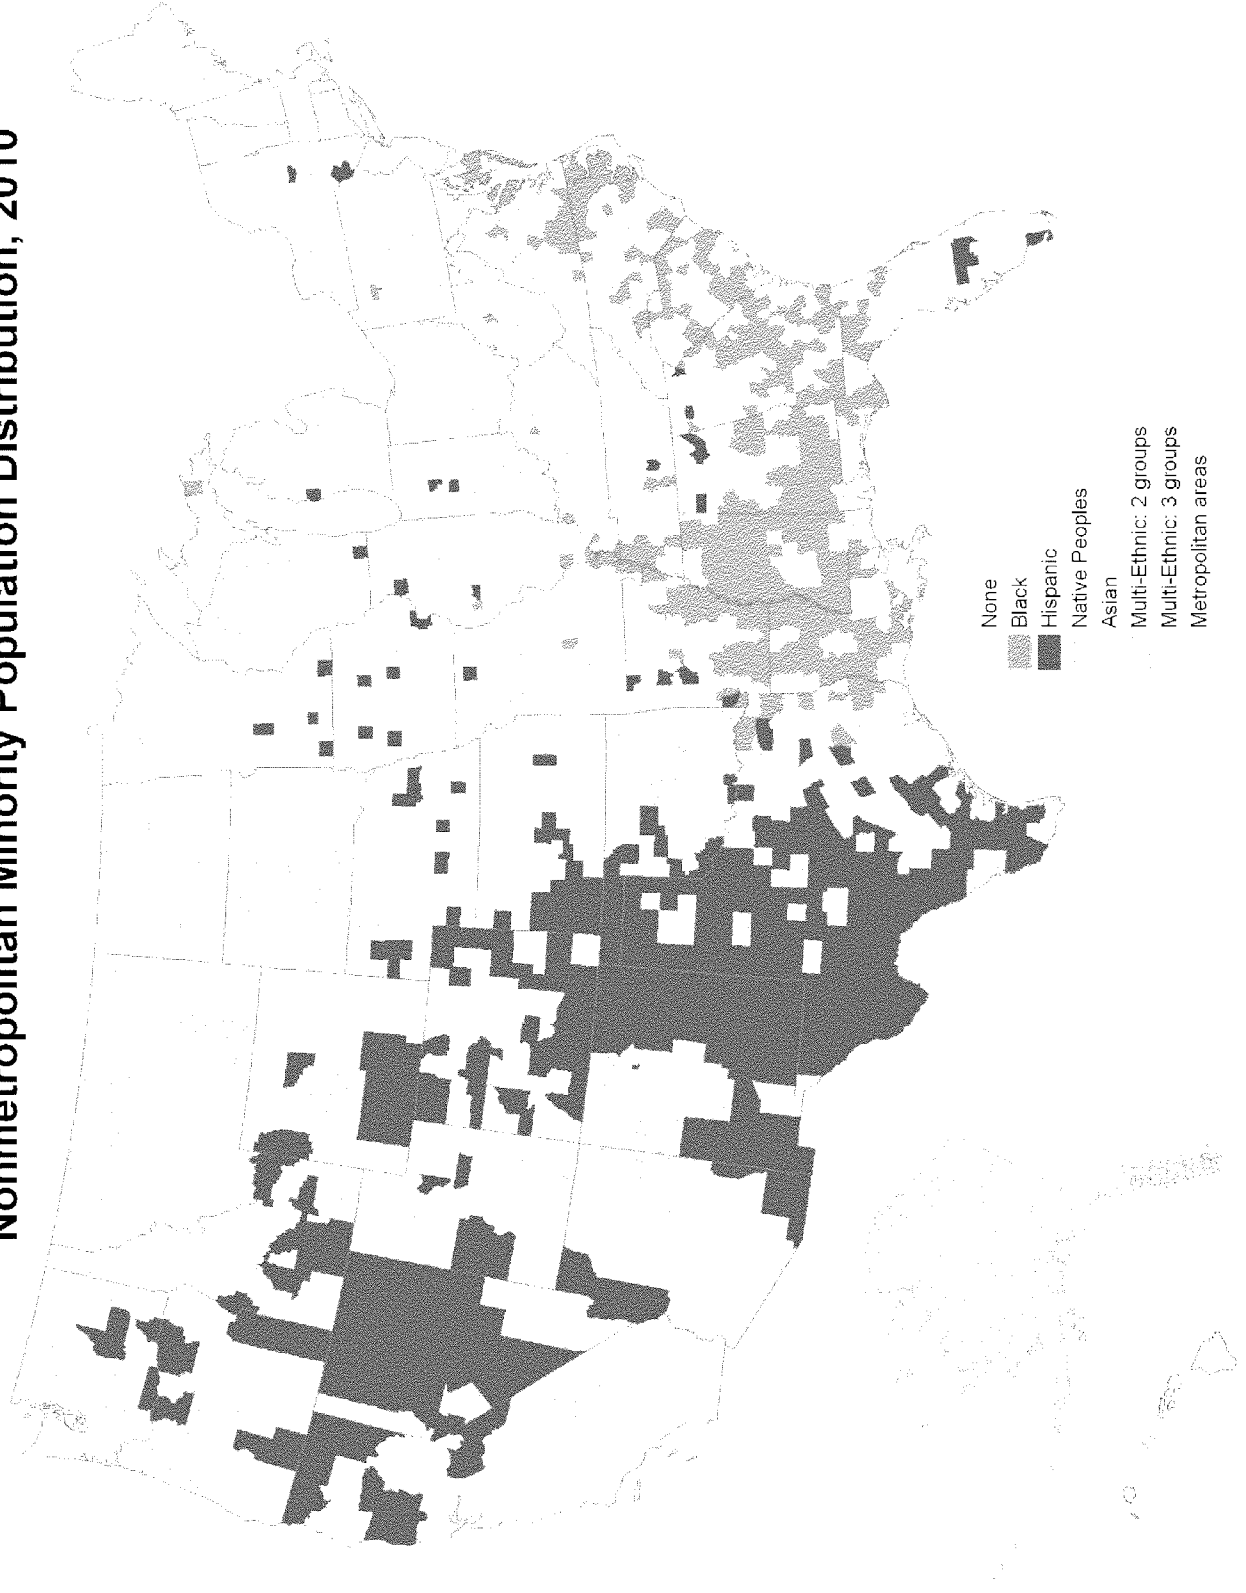 Nonmetropolitan Minority Population Distribution, 2010
None
Black
Hispanic
Native Peoples
Asian
Multi-Ethnic: 2 groups
Multi-Ethnic: 3 groups
Metropolitan areas